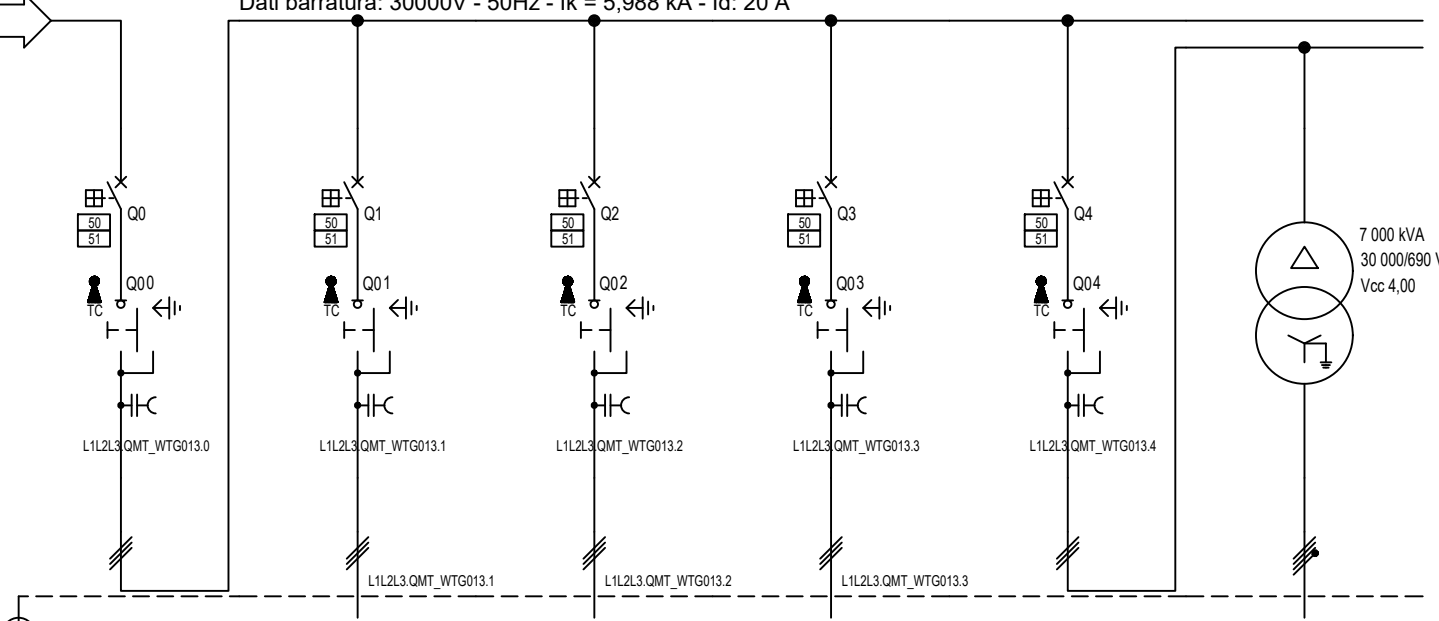 Dati barratura: 30000V - 50Hz - Ik = 5,988 kA - Id: 20 A
Q0
50
51
Q00
TC
L1L2L3.QMT_WTG013.0
Q1
50
51
Q01
TC
L1L2L3.QMT_WTG013.1
L1L2L3.QMT_WTG013.1
Q2
50
51
Q02
TC
L1L2L3.QMT_WTG013.2
L1L2L3.QMT_WTG013.2
Q3
50
51
Q03
TC
L1L2L3.QMT_WTG013.3
L1L2L3.QMT_WTG013.3
Q4
50
51
Q04
TC
L1L2L3.QMT_WTG013.4
7 000 kVA
30 000/690 V
Vcc 4,00